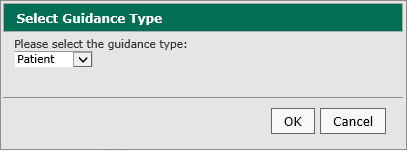 Select Guidance Type
Please select the guidance type:
Patient
OK Cancel